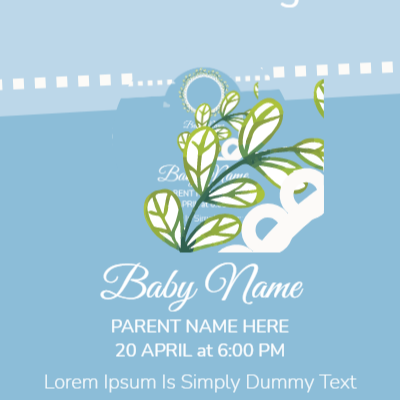 Baby Name
PARENT NAME HERE
20 APRIL at 6:00 PM
Lorem Ipsum Is Simply Dummy Text